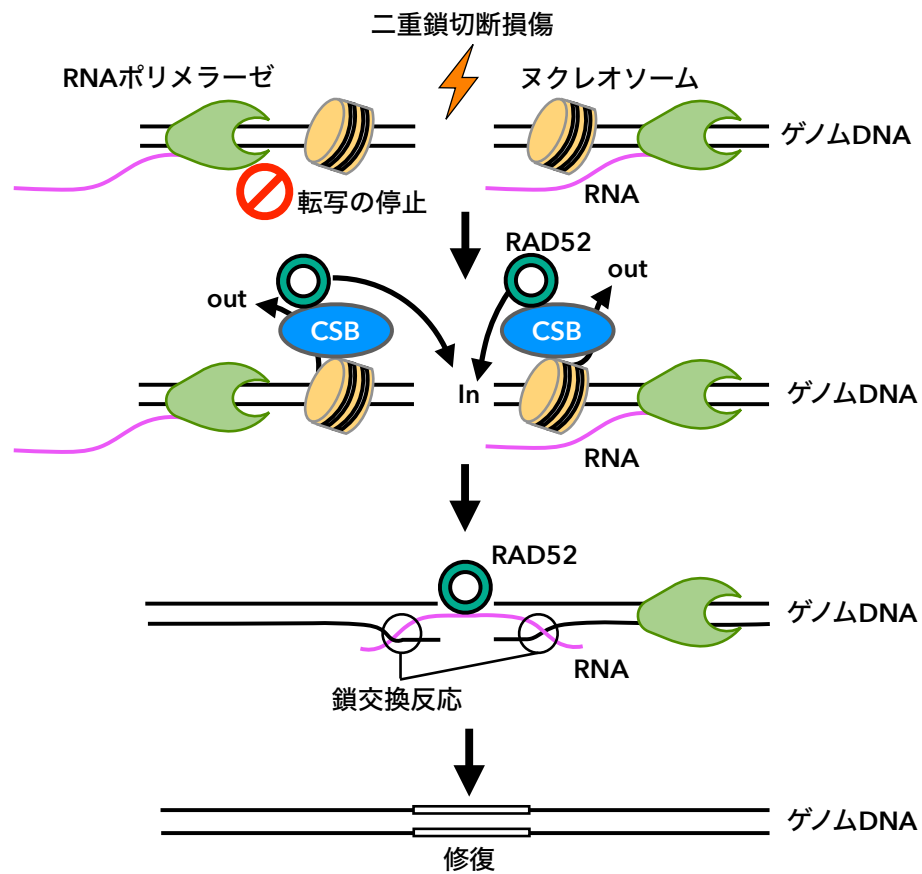 二重鎖切断損傷
RNAポリメラーゼ
ヌクレオソーム
ゲノムDNA
転写の停止
RNA
RAD52
out
out
CSB
CSB
In
ゲノムDNA
RNA
RAD52
ゲノムDNA
RNA
鎖交換反応
ゲノムDNA
修復